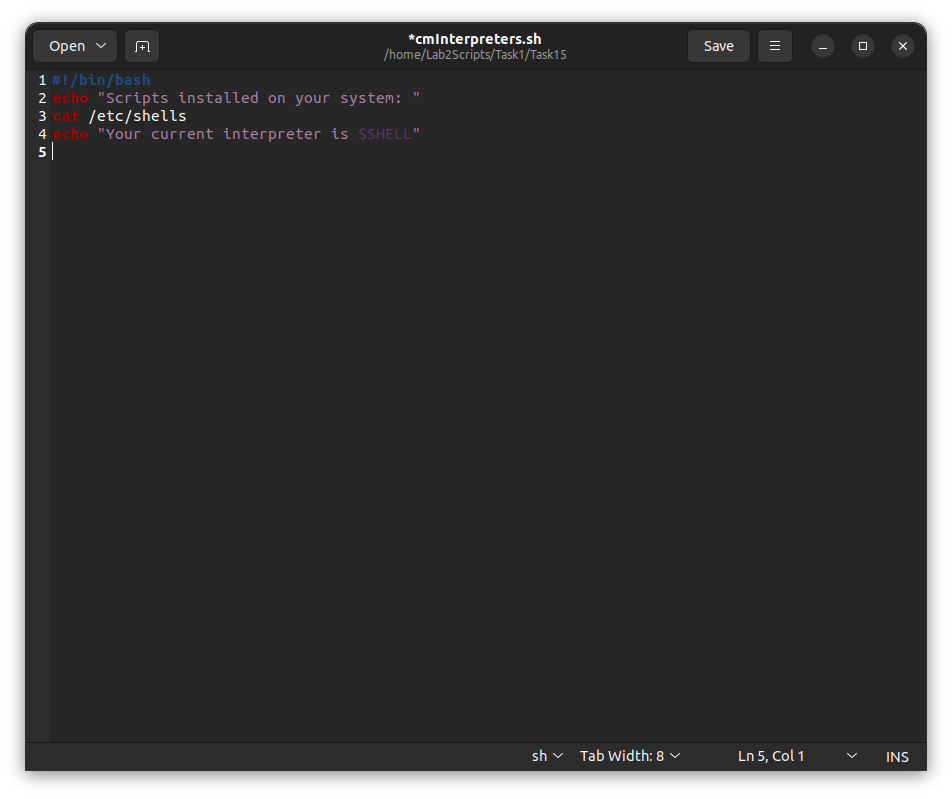 Open
*cmInterpreters.sh
/home/Lab2Scripts/Task1/Task15
Save
1 #!/bin/bash
2 echo "Scripts installed on your system: "
3 cat /etc/shells
4 echo "Your current interpreter is $SHELL"
5
sh Tab Width: 8 Ln 5, Col 1 INS